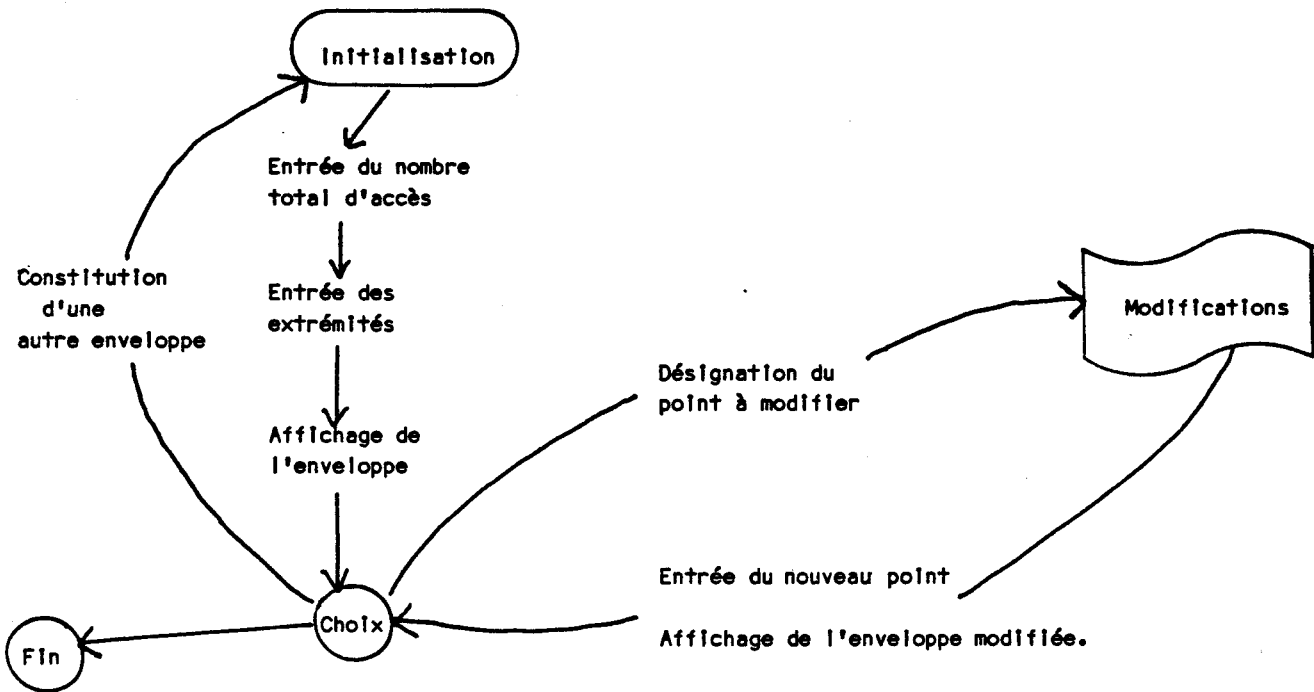 Initialisation
Entrée du nombre
total d'accès
Constitution
d'une
autre enveloppe
Entrée des
extrémités
Modifications
Désignation du
point à modifier
Affichage de
l'enveloppe
Entrée du nouveau point
Choix
Affichage de l'enveloppe modifiée.
Fin